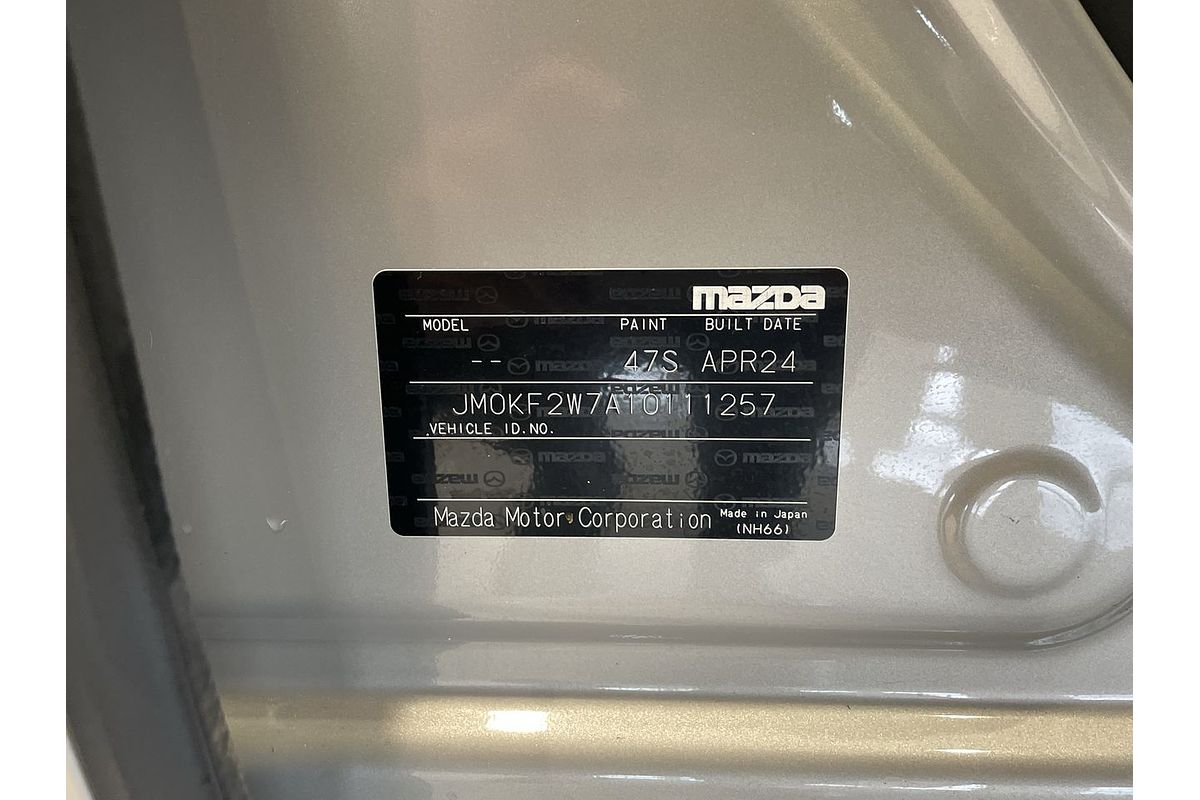 mazda
MODEL PAINT BUILT DATE
-- 47S APR24
JM0KF2W7A10111257
VEHICLE ID.NO.
Mazda Motor Corporation Made in Japan
(NH66)